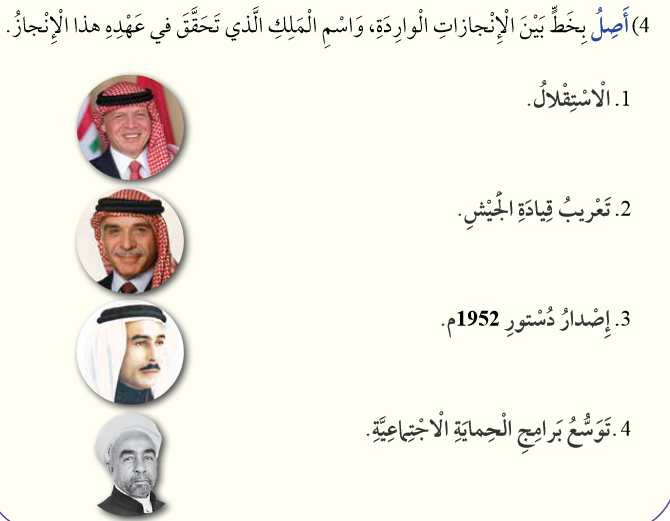 4) أَصِلُ بِخَطٍّ بَيْنَ الْإِنْجازاتِ الْوارِدَةِ، وَاسْمِ الْمَلِكِ الَّذي تَحَقَّقَ في عَهْدِهِ هذا الْإِنْجازُ.
1. الْاسْتِقْلالُ.
2. تَعْريبُ قِيادَةِ الْجَيْشِ.
3. إِصْدارُ دُسْتورِ 1952م.
4. تَوَسُّعُ بَرامِجِ الْحِمايَةِ الْاجْتِماعِيَّةِ.